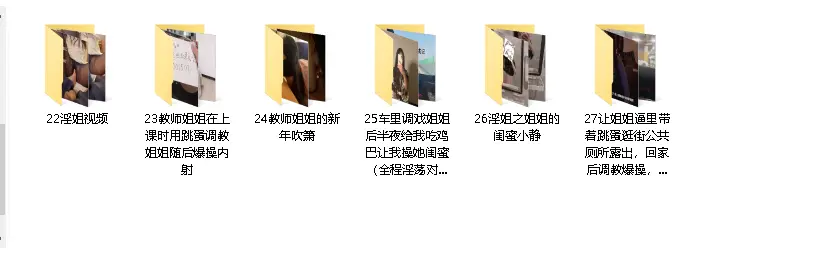 22淫姐视频
23教师姐姐在上
课时用跳蛋调教
姐姐随后爆操内
射
24教师姐姐的新
年吹箫
25车里调戏姐姐
后半夜给我吃鸡
巴让我操她闺蜜
（全程淫荡对...
26淫姐之姐姐的
闺蜜小静
27让姐姐逼里带
着跳蛋逛街公共
厕所露出，回家
后调教爆操，...